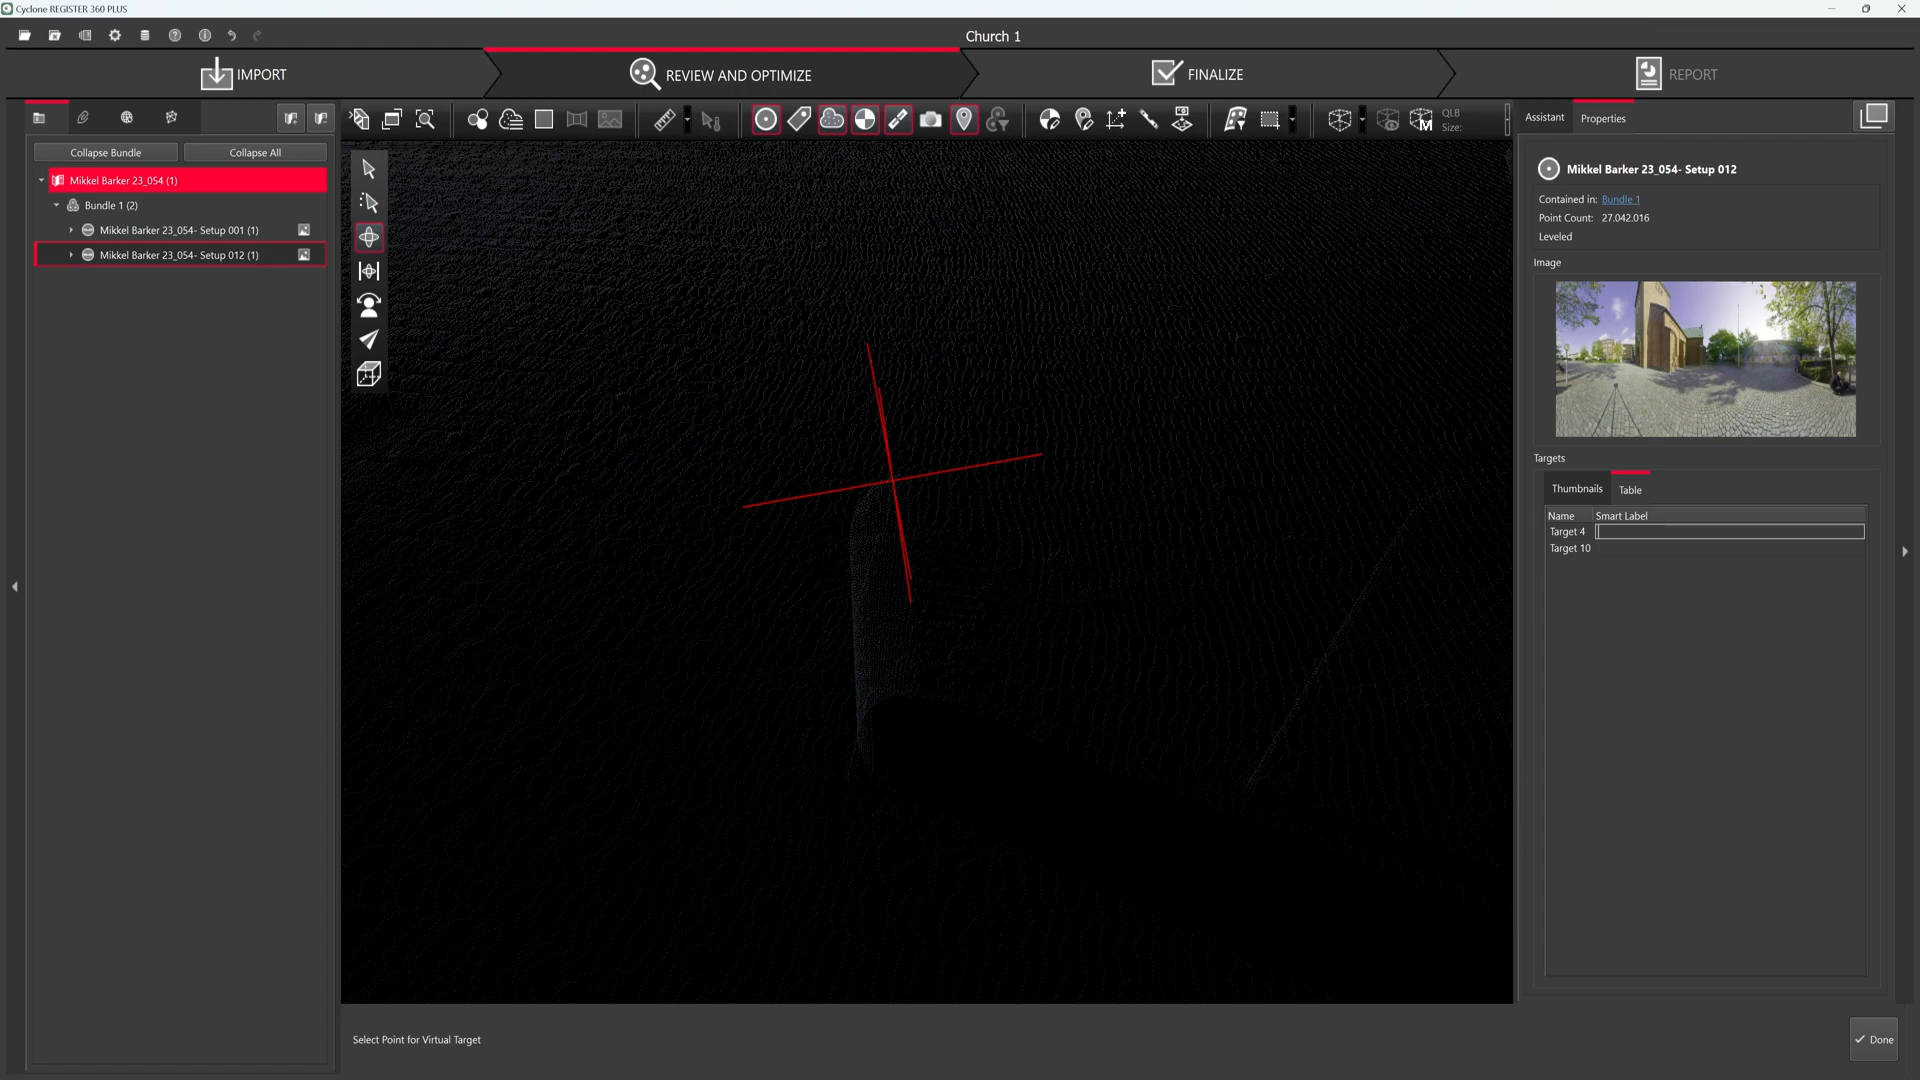 Cyclone REGISTER 360 PLUS
Church 1
IMPORT
REVIEW AND OPTIMIZE
FINALIZE
REPORT
QLB
Size:
M
Assistant
Properties
Collapse Bundle
Collapse All
Mikkel Barker 23_054 (1)
Bundle 1 (2)
Mikkel Barker 23_054- Setup 001 (1)
Mikkel Barker 23_054- Setup 012 (1)
Mikkel Barker 23_054- Setup 012
Contained in: Bundle 1
Point Count: 27.042.016
Leveled
Image
Targets
Thumbnails
Table
Name Smart Label
Target 4
Target 10
Select Point for Virtual Target
Done